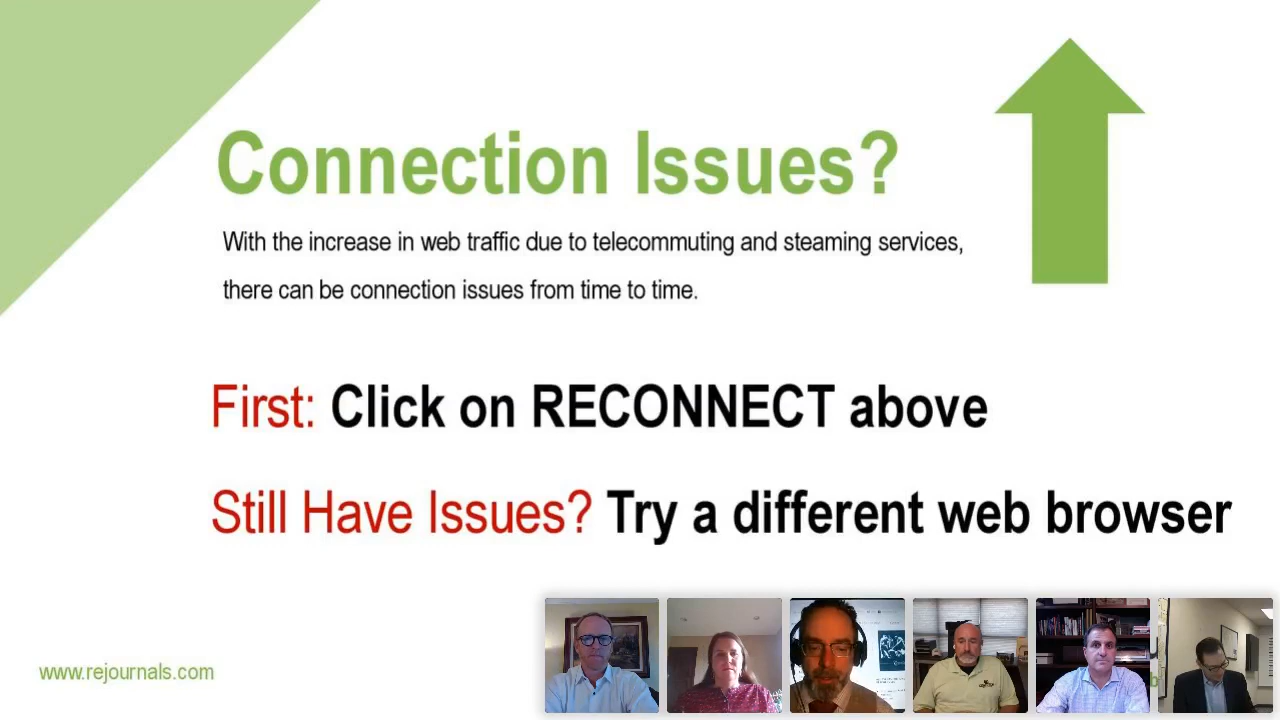 Connection Issues?
With the increase in web traffic due to telecommuting and steaming services,
there can be connection issues from time to time.
First: Click on RECONNECT above
Still Have Issues? Try a different web browser
www.rejournals.com